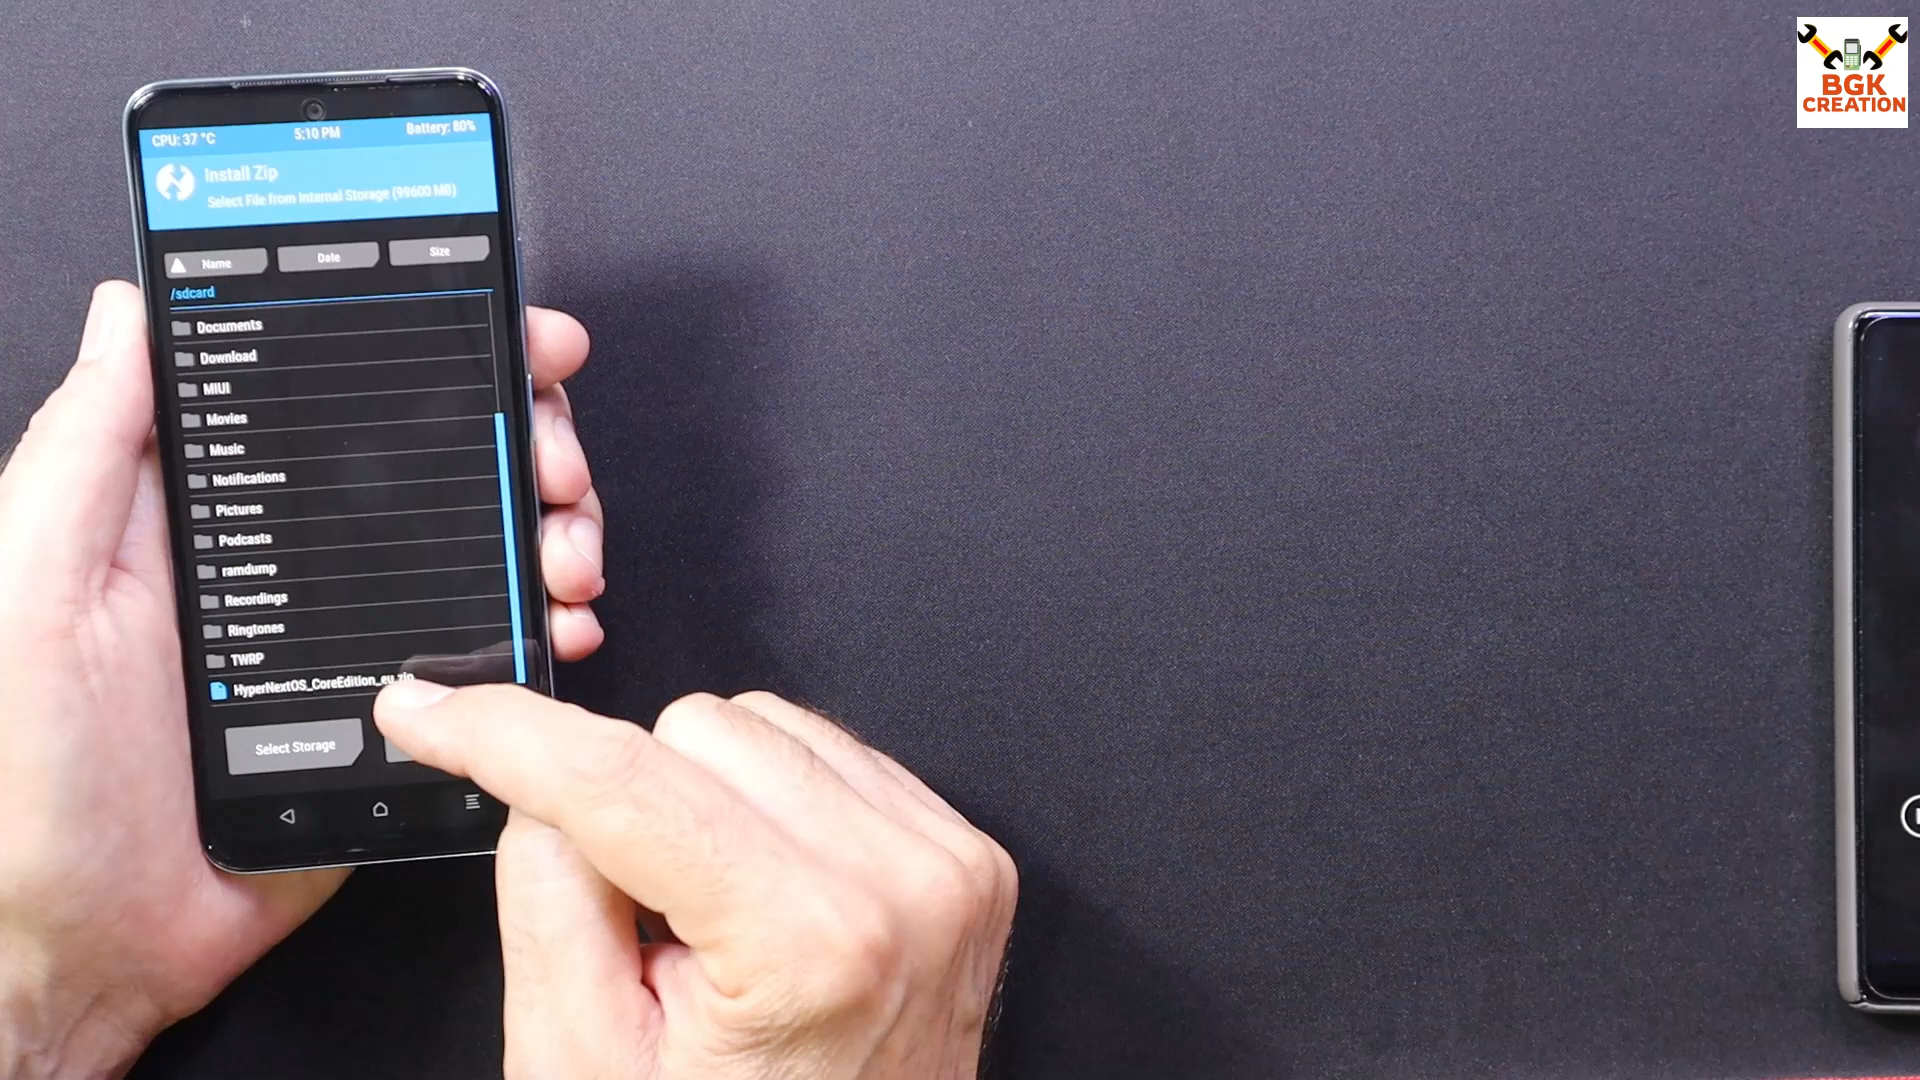 CPU: 37 °C 5:10 PM Battery: 80%
Install Zip
Select File from Internal Storage (99600 MB)
Name Date Size
/sdcard
Documents
Download
MIUI
Movies
Music
Notifications
Pictures
Podcasts
ramdump
Recordings
Ringtones
TWRP
HyperNextOS_CoreEdition_eu.zip
Select Storage
BGK
CREATION